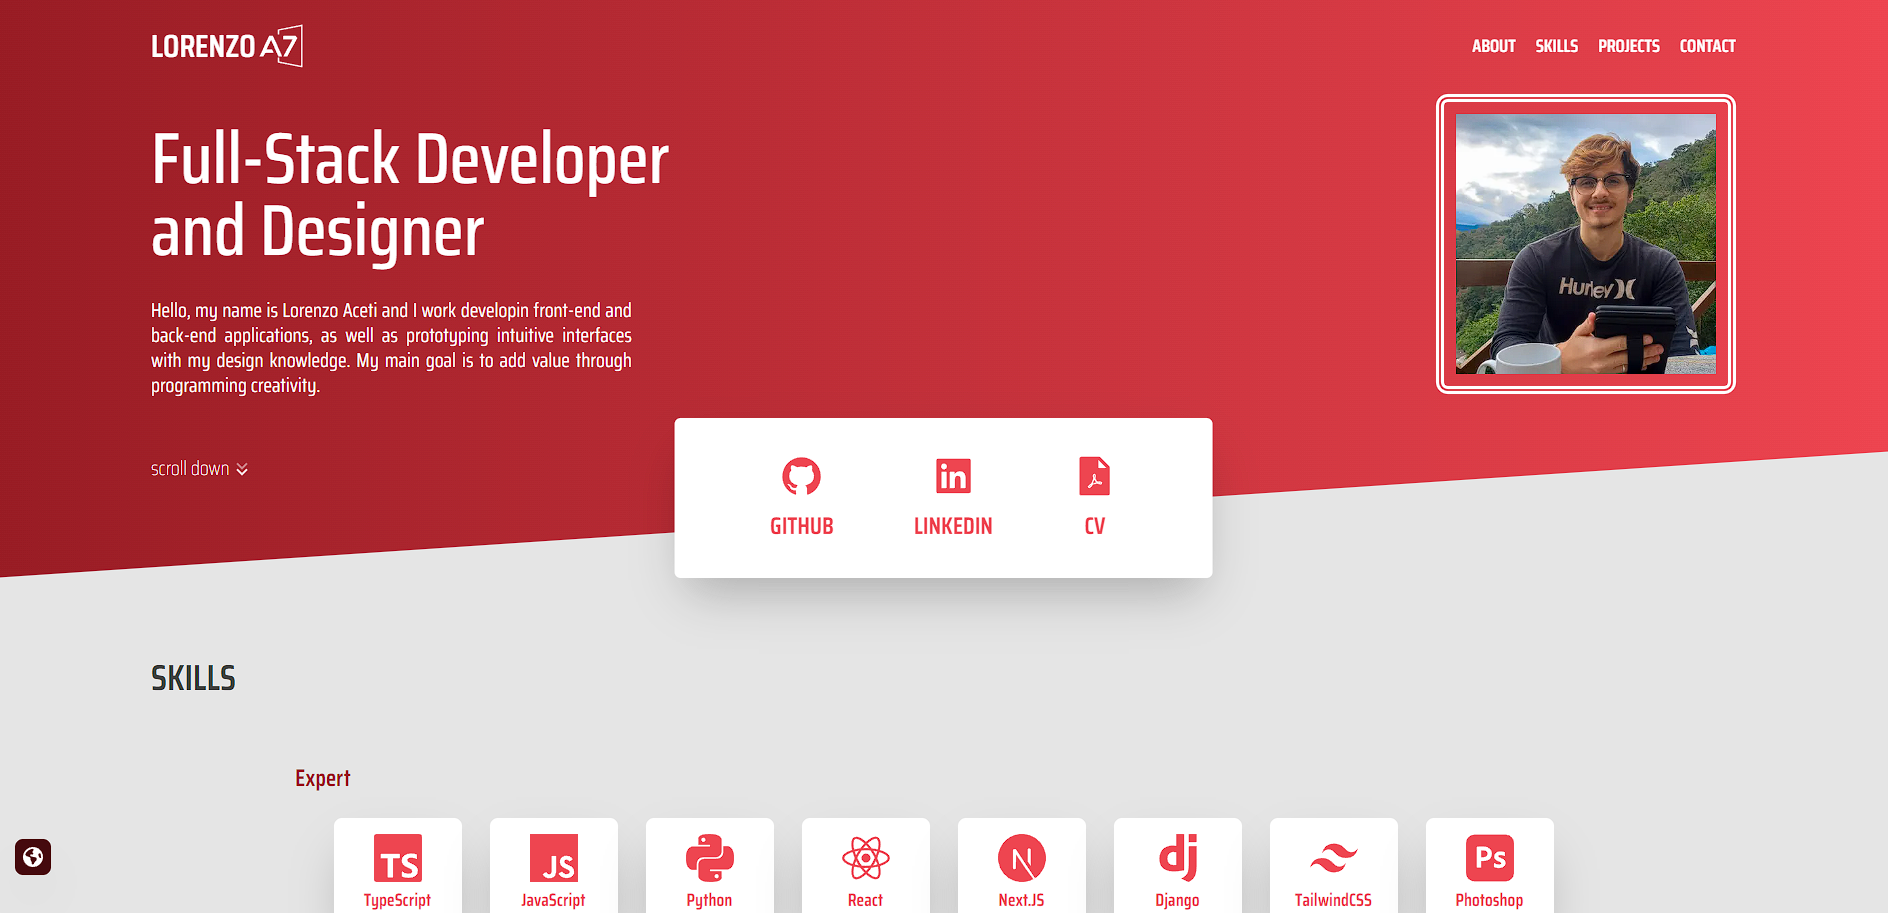 LORENZO A7
ABOUT SKILLS PROJECTS CONTACT
Full-Stack Developer
and Designer
Hello, my name is Lorenzo Aceti and I work developin front-end and
back-end applications, as well as prototyping intuitive interfaces
with my design knowledge. My main goal is to add value through
programming creativity.
Hurley
scroll down
in
GITHUB LINKEDIN CV
SKILLS
Expert
TS JS N dj Ps
TypeScript JavaScript Python React Next.JS Django TailwindCSS Photoshop